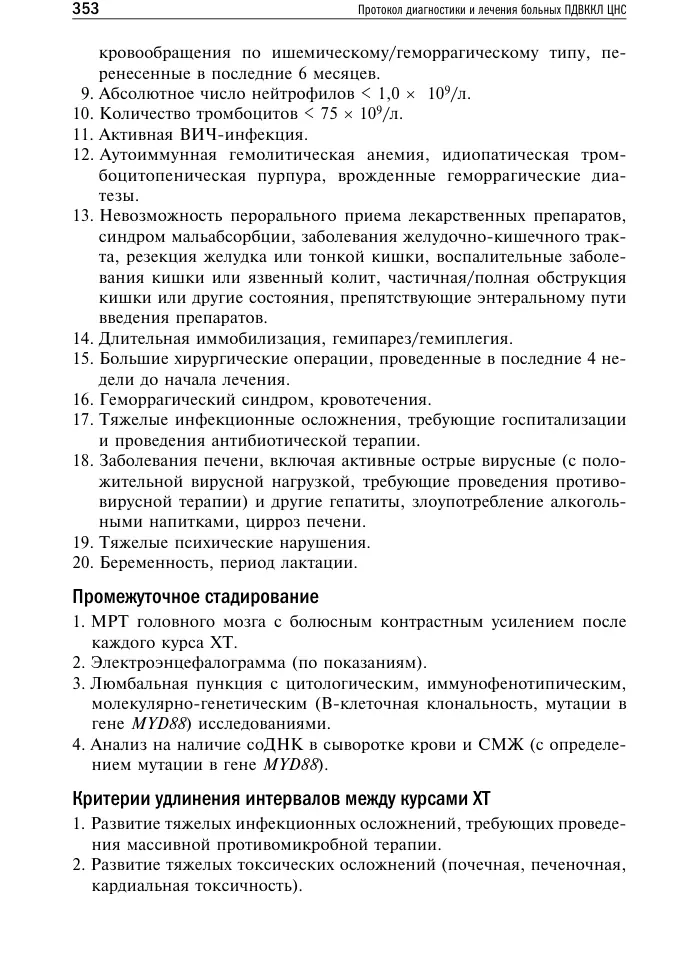 353
Протокол диагностики и лечения больных ПДВККЛ ЦНС
кровообращения по ишемическому/геморрагическому типу, пе-
ренесенные в последние 6 месяцев.
9. Абсолютное число нейтрофилов < 1,0 × 10⁹/л.
10. Количество тромбоцитов < 75 × 10⁹/л.
11. Активная ВИЧ-инфекция.
12. Аутоиммунная гемолитическая анемия, идиопатическая тром-
боцитопеническая пурпура, врожденные геморрагические диа-
тезы.
13. Невозможность перорального приема лекарственных препаратов,
синдром мальабсорбции, заболевания желудочно-кишечного трак-
та, резекция желудка или тонкой кишки, воспалительные заболе-
вания кишки или язвенный колит, частичная/полная обструкция
кишки или другие состояния, препятствующие энтеральному пути
введения препаратов.
14. Длительная иммобилизация, гемипарез/гемиплегия.
15. Большие хирургические операции, проведенные в последние 4 не-
дели до начала лечения.
16. Геморрагический синдром, кровотечения.
17. Тяжелые инфекционные осложнения, требующие госпитализации
и проведения антибиотической терапии.
18. Заболевания печени, включая активные острые вирусные (с поло-
жительной вирусной нагрузкой, требующие проведения противо-
вирусной терапии) и другие гепатиты, злоупотребление алкоголь-
ными напитками, цирроз печени.
19. Тяжелые психические нарушения.
20. Беременность, период лактации.
Промежуточное стадирование
1. МРТ головного мозга с болюсным контрастным усилением после
каждого курса ХТ.
2. Электроэнцефалограмма (по показаниям).
3. Люмбальная пункция с цитологическим, иммунофенотипическим,
молекулярно-генетическим (В-клеточная клональность, мутации в
гене MYD88) исследованиями.
4. Анализ на наличие соДНК в сыворотке крови и СМЖ (с определе-
нием мутации в гене MYD88).
Критерии удлинения интервалов между курсами ХТ
1. Развитие тяжелых инфекционных осложнений, требующих проведе-
ния массивной противомикробной терапии.
2. Развитие тяжелых токсических осложнений (почечная, печеночная,
кардиальная токсичность).